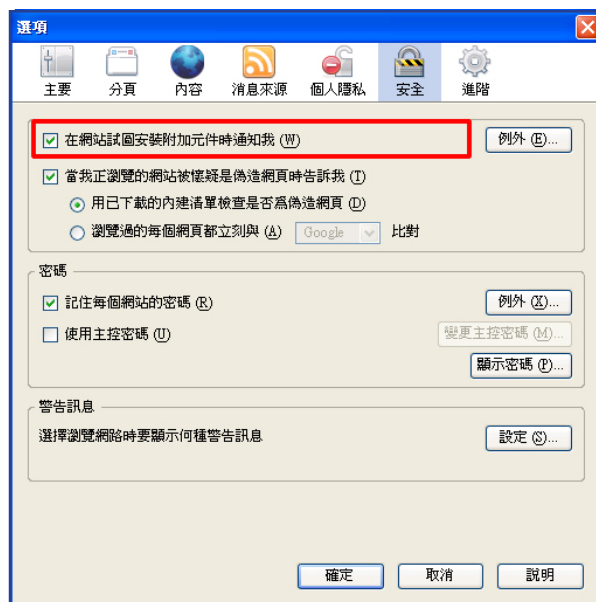 選項
主要 分頁 內容 消息來源 個人隱私 安全 進階
在網站試圖安裝附加元件時通知我 (W) 例外 (E)...
當我正瀏覽的網站被懷疑是偽造網頁時告訴我 (T)
用已下載的內建清單檢查是否為偽造網頁 (D)
瀏覽過的每個網頁都立刻與 (A) Google 比對
密碼
記住每個網站的密碼 (R) 例外 (X)...
使用主控密碼 (U) 變更主控密碼 (M)...
顯示密碼 (P)...
警告訊息
選擇瀏覽網路時要顯示何種警告訊息 設定 (S)...
確定 取消 說明